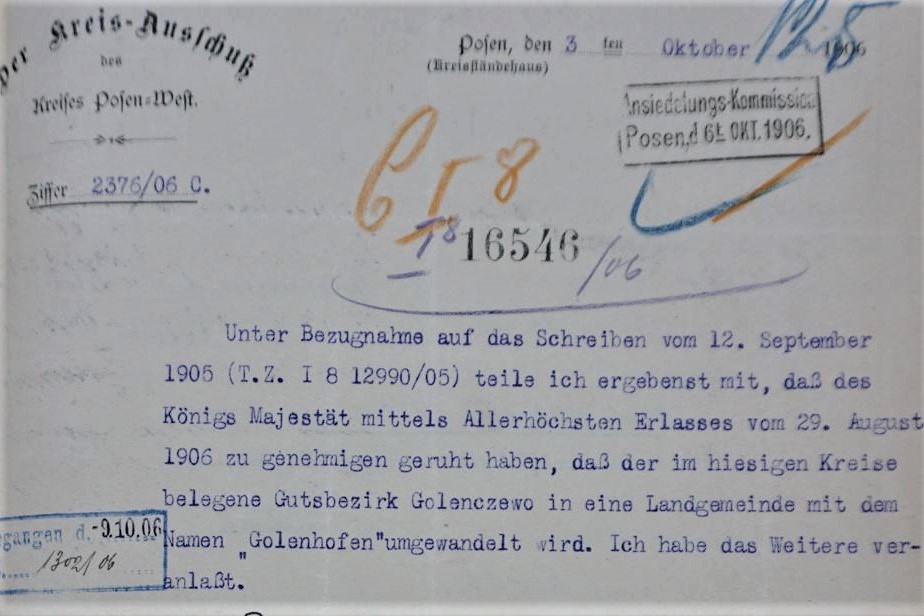 Der Kreis-Ausschuß
des
Kreises Posen-West.
Posen, den 3 ten Oktober 1906
(Kreisständehaus)
Ansiedelungs-Kommission
Posen,d 6t OKT. 1906.
Ziffer 2376/06 C.
I 8
I 8 16546/06
Unter Bezugnahme auf das Schreiben vom 12. September
1905 (T.Z. I 8 12990/05) teile ich ergebenst mit, daß des
Königs Majestät mittels Allerhöchsten Erlasses vom 29. August
1906 zu genehmigen geruht haben, daß der im hiesigen Kreise
belegene Gutsbezirk Golenczewo in eine Landgemeinde mit dem
Namen „Golenhofen"umgewandelt wird. Ich habe das Weitere ver-
anlaßt.
gangen d. -9.10.06
1302/06